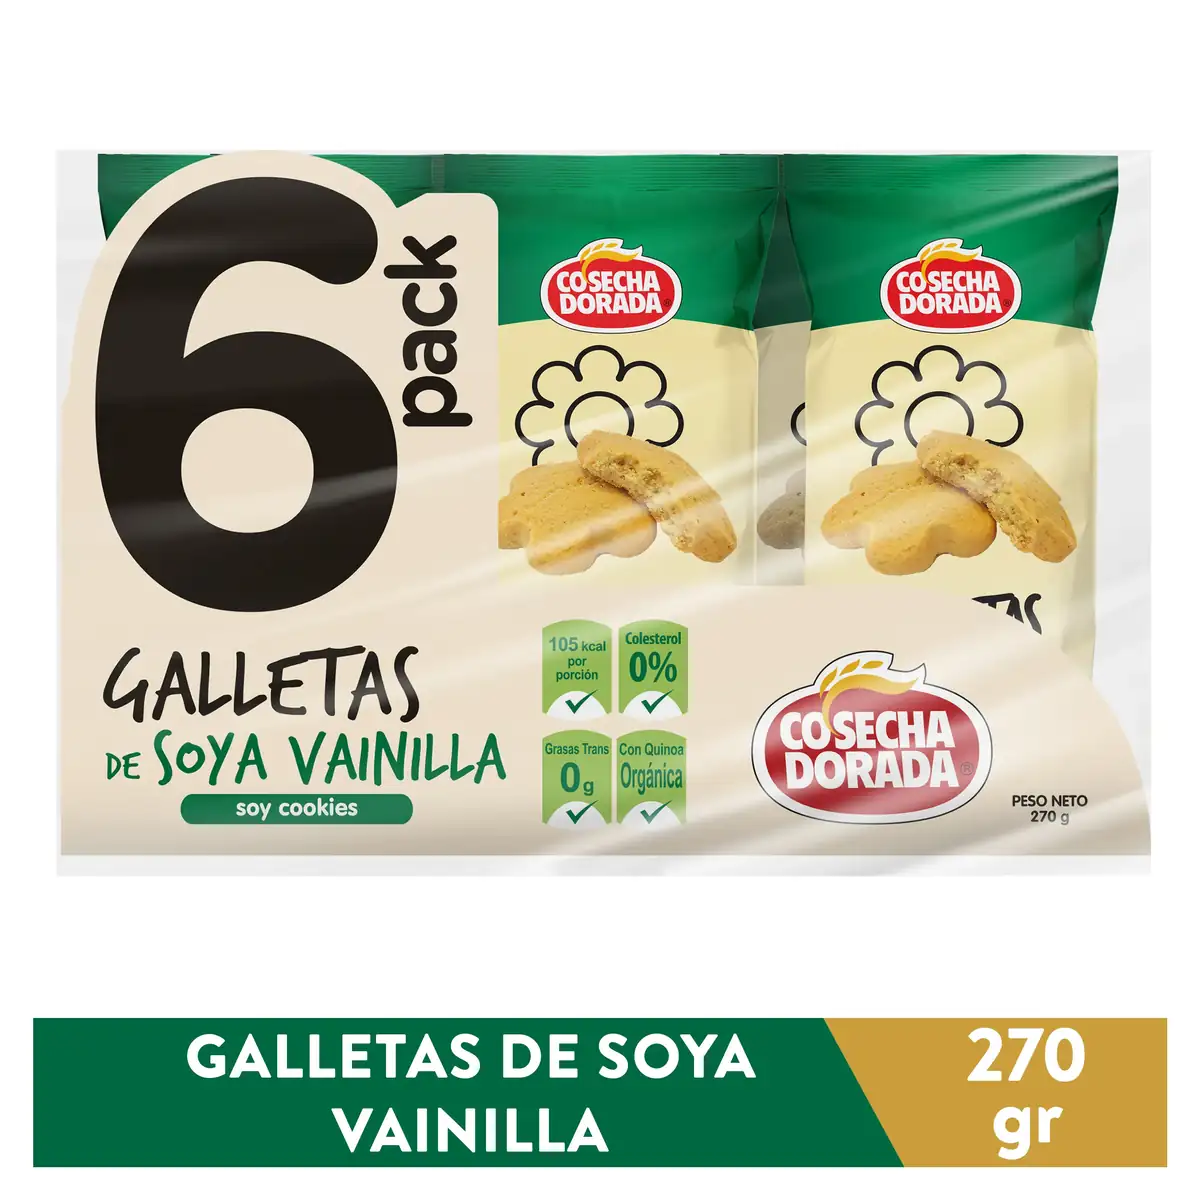 6
pack
COSECHA
DORADA®
COSECHA
DORADA®
GALLETAS
DE SOYA VAINILLA
soy cookies
105 kcal
por
porción
Colesterol
0%
Grasas Trans
0g
Con Quinoa
Orgánica
COSECHA
DORADA®
PESO NETO
270 g
GALLETAS DE SOYA
VAINILLA
270
gr